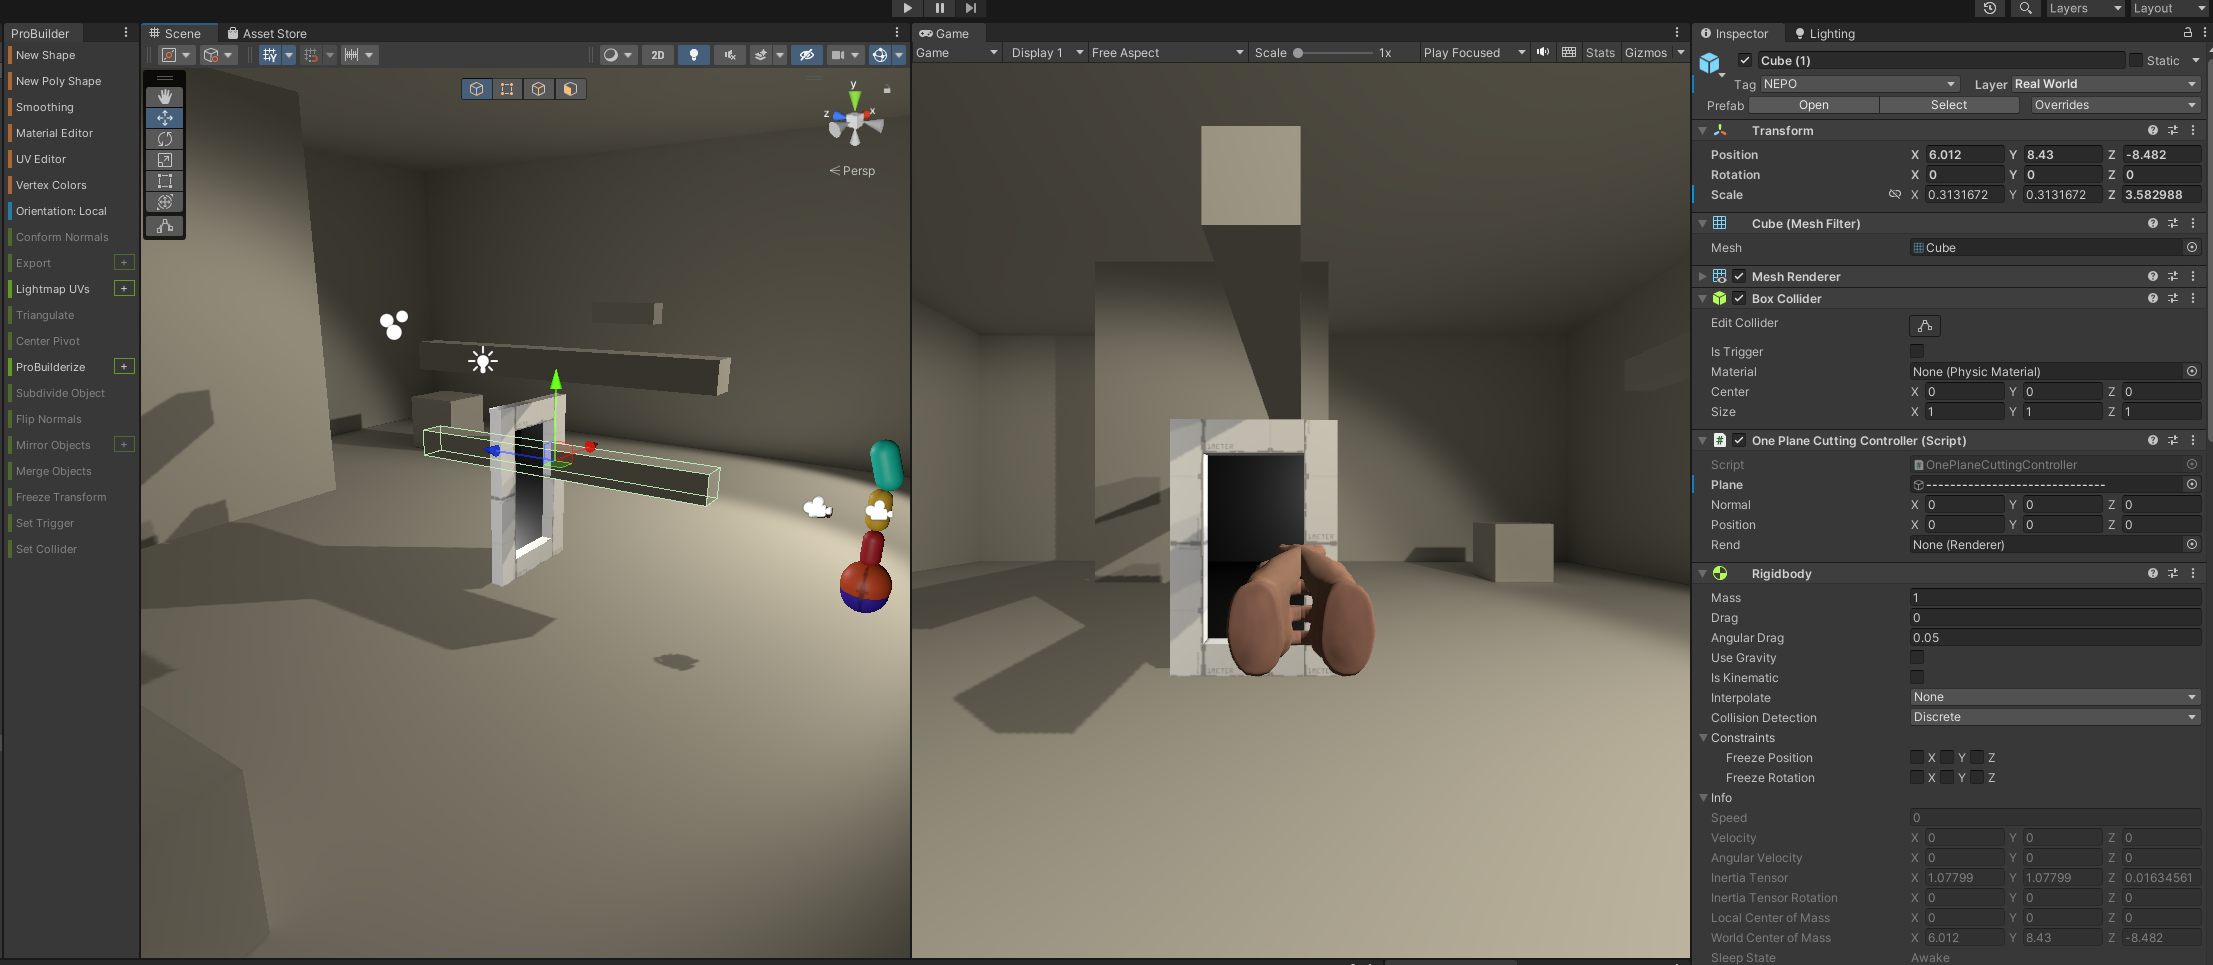 Layers
Layout
ProBuilder
New Shape
New Poly Shape
Smoothing
Material Editor
UV Editor
Vertex Colors
Orientation: Local
Conform Normals
Export +
Lightmap UVs +
Triangulate
Center Pivot
ProBuilderize +
Subdivide Object
Flip Normals
Mirror Objects +
Merge Objects
Freeze Transform
Set Trigger
Set Collider
Scene
Asset Store
2D
y
z
x
Persp
Game
Game
Display 1
Free Aspect
Scale 1x
Play Focused
Stats
Gizmos
1METER
1METER
1METER
1METER
Inspector
Lighting
Cube (1)
Static
Tag NEPO
Layer Real World
Prefab Open Select Overrides
Transform
Position X 6.012 Y 8.43 Z -8.482
Rotation X 0 Y 0 Z 0
Scale X 0.3131672 Y 0.3131672 Z 3.582988
Cube (Mesh Filter)
Mesh Cube
Mesh Renderer
Box Collider
Edit Collider
Is Trigger
Material None (Physic Material)
Center X 0 Y 0 Z 0
Size X 1 Y 1 Z 1
# One Plane Cutting Controller (Script)
Script OnePlaneCuttingController
Plane ------------------------------
Normal X 0 Y 0 Z 0
Position X 0 Y 0 Z 0
Rend None (Renderer)
Rigidbody
Mass 1
Drag 0
Angular Drag 0.05
Use Gravity
Is Kinematic
Interpolate None
Collision Detection Discrete
Constraints
Freeze Position X Y Z
Freeze Rotation X Y Z
Info
Speed 0
Velocity X 0 Y 0 Z 0
Angular Velocity X 0 Y 0 Z 0
Inertia Tensor X 1.07799 Y 1.07799 Z 0.01634561
Inertia Tensor Rotation X 0 Y 0 Z 0
Local Center of Mass X 0 Y 0 Z 0
World Center of Mass X 6.012 Y 8.43 Z -8.482
Sleep State Awake